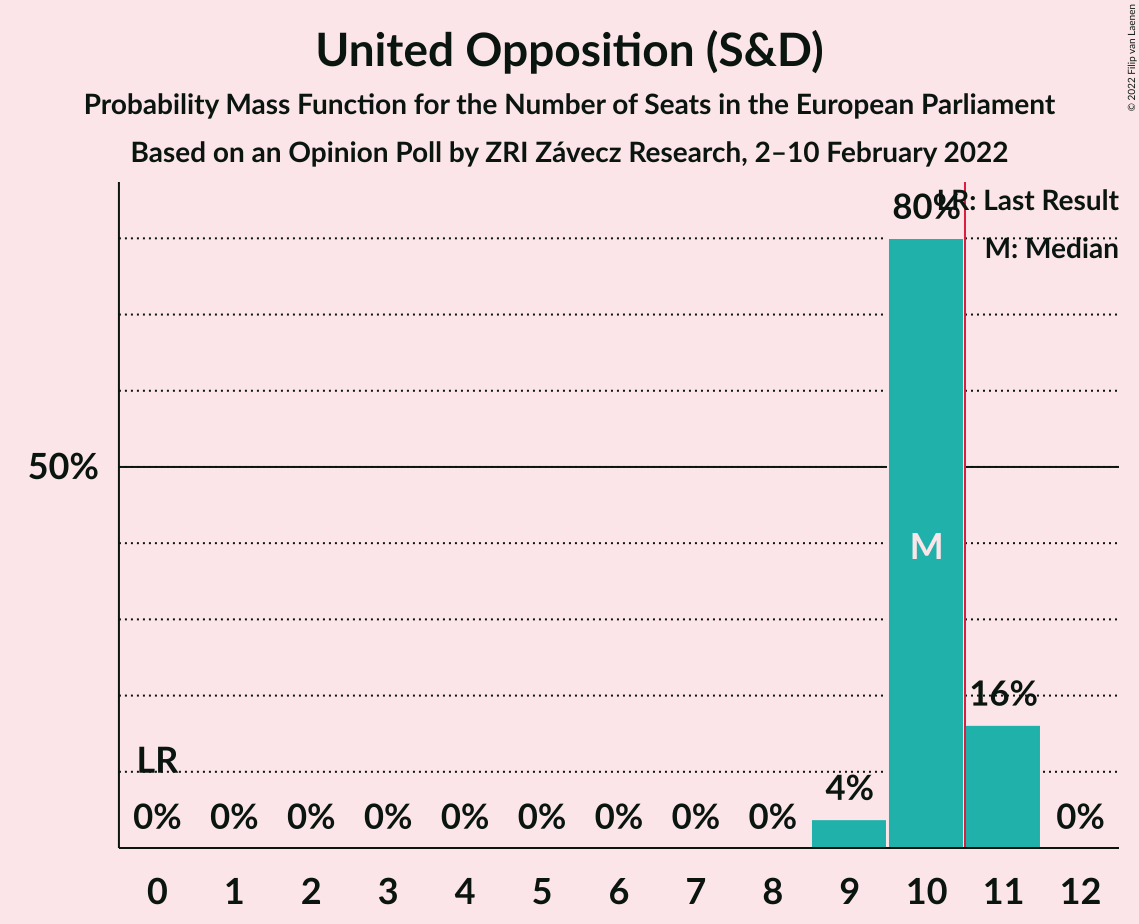 United Opposition (S&D)
Probability Mass Function for the Number of Seats in the European Parliament
Based on an Opinion Poll by ZRI Závecz Research, 2–10 February 2022
© 2022 Filip van Laenen
LR: Last Result
M: Median
80%
50%
M
16%
LR
4%
0% 0% 0% 0% 0% 0% 0% 0% 0% 0%
0 1 2 3 4 5 6 7 8 9 10 11 12